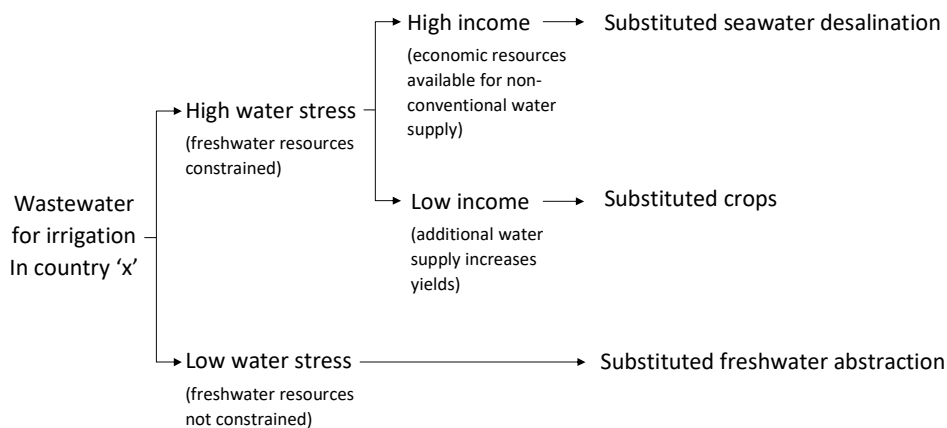 Wastewater
for irrigation
In country ‘x’
High water stress
(freshwater resources
constrained)
High income
(economic resources
available for non-
conventional water
supply)
Substituted seawater desalination
Low income
(additional water
supply increases
yields)
Substituted crops
Low water stress
(freshwater resources
not constrained)
Substituted freshwater abstraction